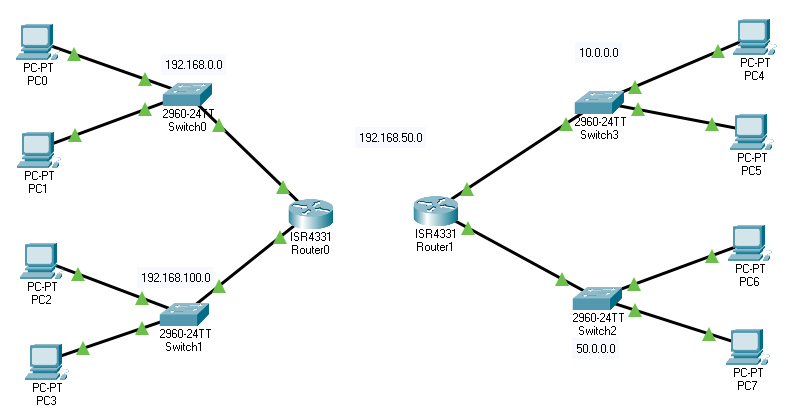 PC-PT
PC0
192.168.0.0
2960-24TT
Switch0
PC-PT
PC1
ISR4331
Router0
PC-PT
PC2
192.168.100.0
2960-24TT
Switch1
PC-PT
PC3
192.168.50.0
10.0.0.0
PC-PT
PC4
2960-24TT
Switch3
PC-PT
PC5
ISR4331
Router1
PC-PT
PC6
2960-24TT
Switch2
50.0.0.0
PC-PT
PC7